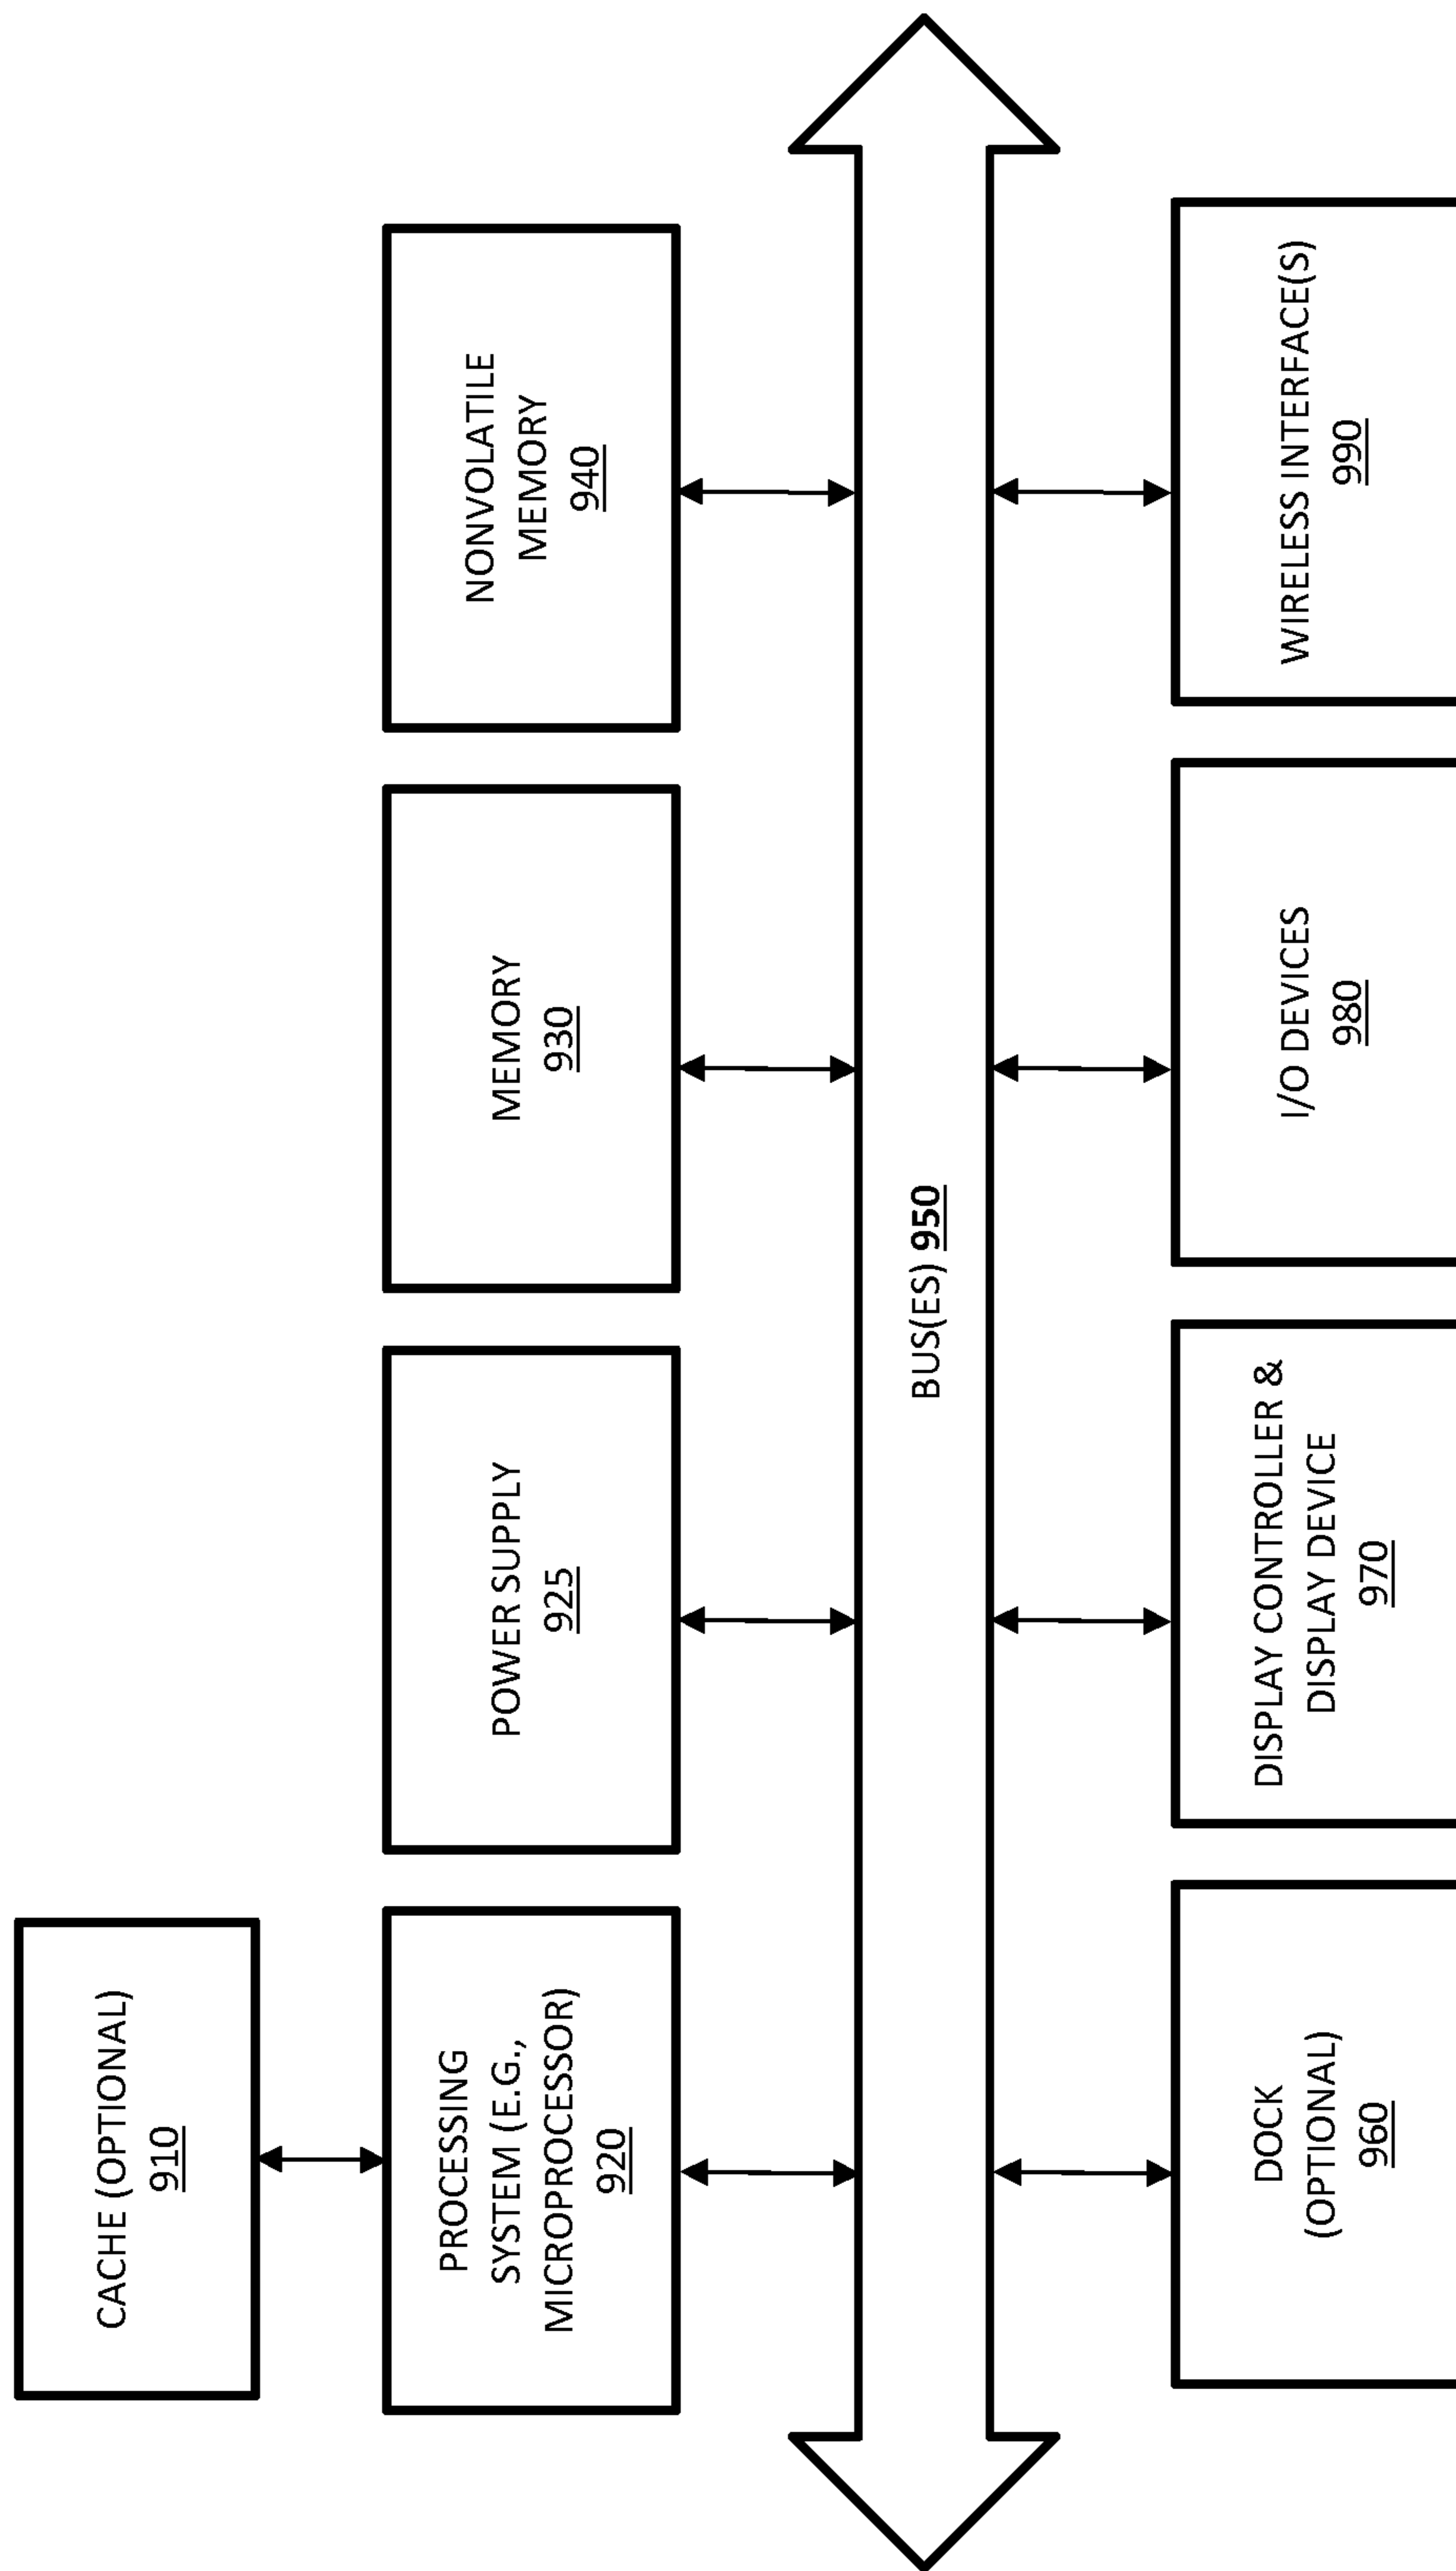 CACHE (OPTIONAL)
910
PROCESSING
SYSTEM (E.G.,
MICROPROCESSOR)
920
POWER SUPPLY
925
MEMORY
930
NONVOLATILE
MEMORY
940
BUS(ES) 950
DOCK
(OPTIONAL)
960
DISPLAY CONTROLLER &
DISPLAY DEVICE
970
I/O DEVICES
980
WIRELESS INTERFACE(S)
990